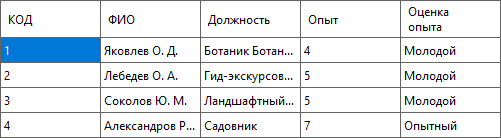 КОД ФИО Должность Опыт Оценка опыта
1 Яковлев О. Д. Ботаник Ботан... 4 Молодой
2 Лебедев О. А. Гид-экскурсов... 5 Молодой
3 Соколов Ю. М. Ландшафтный... 5 Молодой
4 Александров Р... Садовник 7 Опытный